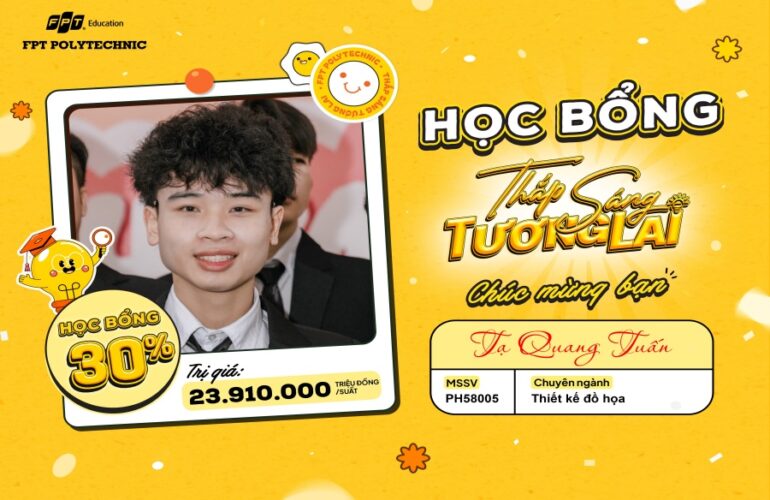 FPT Education
FPT POLYTECHNIC
FPT POLYTECHNIC • THẮP SÁNG TƯƠNG LAI
HỌC BỔNG
Thắp Sáng
TƯƠNG LAI
Chúc mừng bạn
HỌC BỔNG
30%
Trị giá:
23.910.000 TRIỆU ĐỒNG
/SUẤT
Tạ Quang Tuấn
MSSV
PH58005
Chuyên ngành
Thiết kế đồ họa